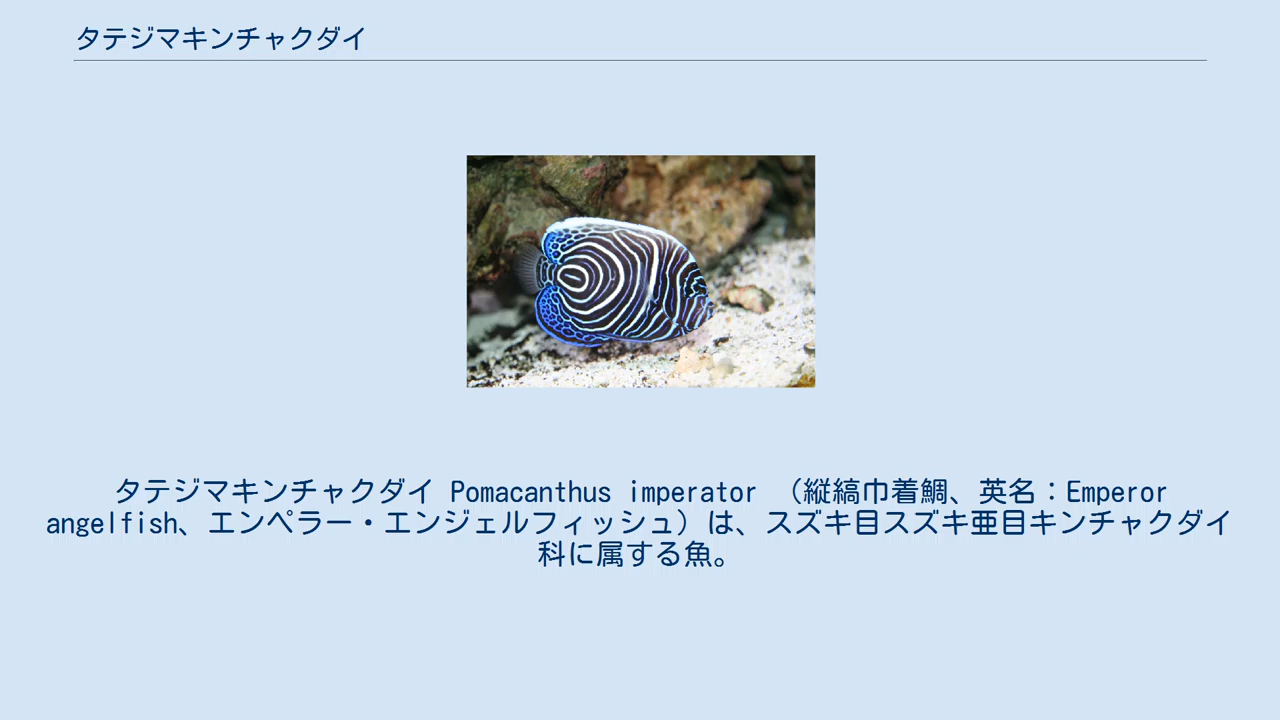 タテジマキンチャクダイ
タテジマキンチャクダイ Pomacanthus imperator （縦縞巾着鯛、英名：Emperor
angelfish、エンペラー・エンジェルフィッシュ）は、スズキ目スズキ亜目キンチャクダイ
科に属する魚。